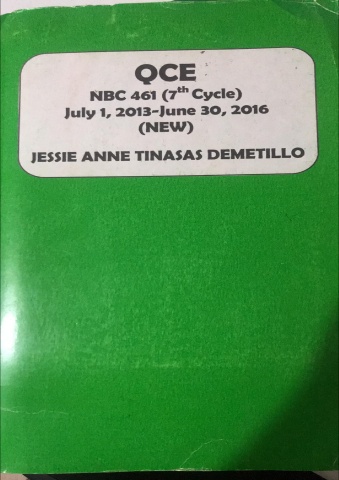 QCE
NBC 461 (7th Cycle)
July 1, 2013-June 30, 2016
(NEW)
JESSIE ANNE TINASAS DEMETILLO